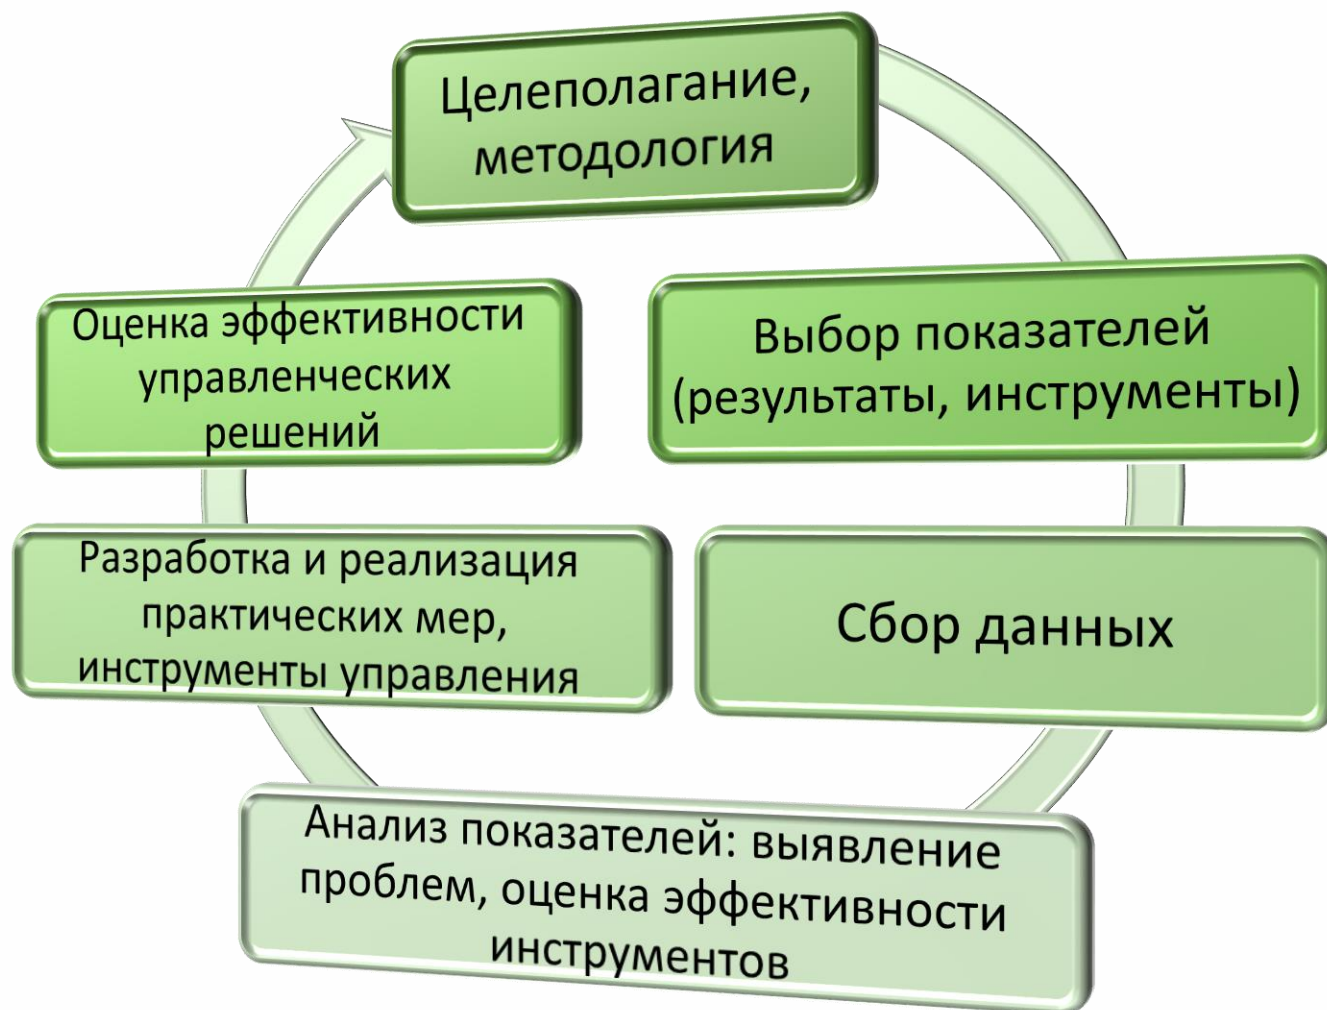 Целеполагание,
методология
Выбор показателей
(результаты, инструменты)
Сбор данных
Анализ показателей: выявление
проблем, оценка эффективности
инструментов
Разработка и реализация
практических мер,
инструменты управления
Оценка эффективности
управленческих
решений